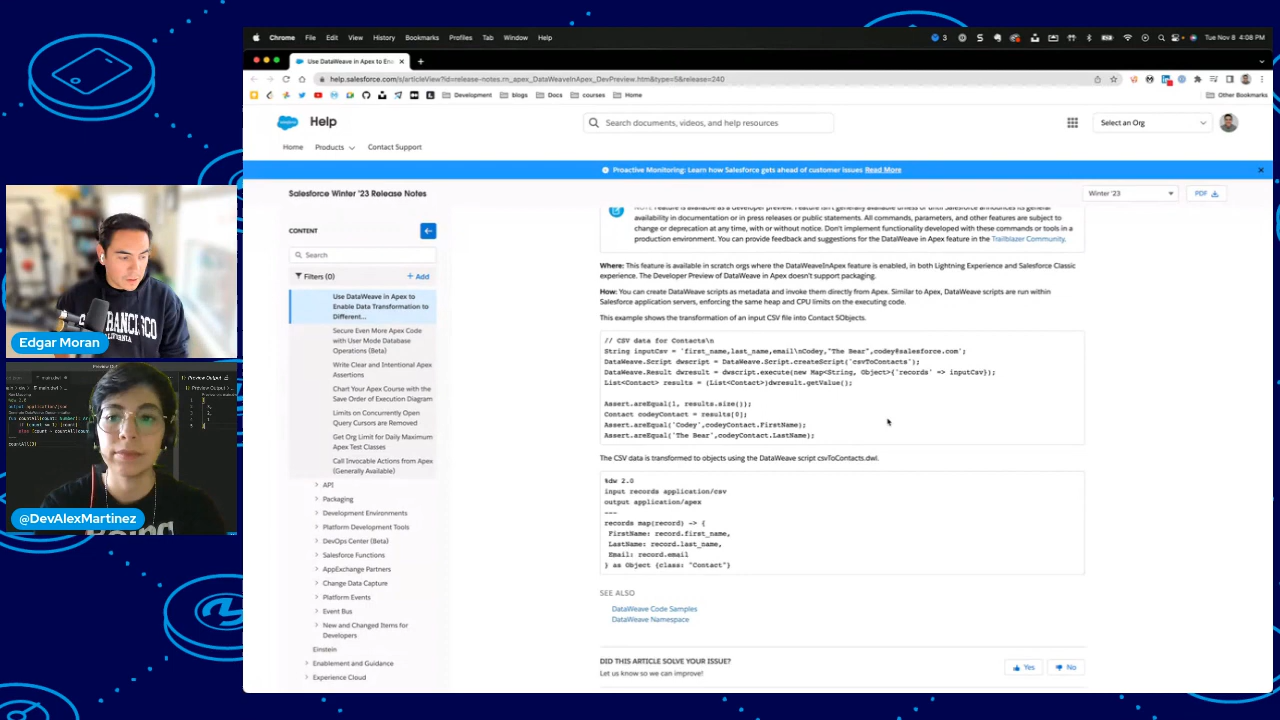 Chrome File Edit View History Bookmarks Profiles Tab Window Help
3
Tue Nov 8 4:08 PM
Use DataWeave in Apex to Ena
help.salesforce.com/s/articleView?id=release-notes.rn_apex_DataWeaveInApex_DevPreview.htm&type=5&release=240
Development blogs Docs courses Home
Other Bookmarks
Help
Search documents, videos, and help resources
Select an Org
Home Products Contact Support
Proactive Monitoring: Learn how Salesforce gets ahead of customer issues Read More
Salesforce Winter '23 Release Notes
Winter '23
PDF
CONTENT
Search
Filters (0)
+ Add
Use DataWeave in Apex to
Enable Data Transformation to
Different...
Secure Even More Apex Code
with User Mode Database
Operations (Beta)
Write Clear and Intentional Apex
Assertions
Chart Your Apex Course with the
Save Order of Execution Diagram
Limits on Concurrently Open
Query Cursors are Removed
Get Org Limit for Daily Maximum
Apex Test Classes
Call Invocable Actions from Apex
(Generally Available)
API
Packaging
Development Environments
Platform Development Tools
DevOps Center (Beta)
Salesforce Functions
AppExchange Partners
Change Data Capture
Platform Events
Event Bus
New and Changed Items for
Developers
Einstein
Enablement and Guidance
Experience Cloud
availability in documentation or in press releases or public statements. All commands, parameters, and other features are subject to
change or deprecation at any time, with or without notice. Don't implement functionality developed with these commands or tools in a
production environment. You can provide feedback and suggestions for the DataWeave in Apex feature in the Trailblazer Community.
Where: This feature is available in scratch orgs where the DataWeaveInApex feature is enabled, in both Lightning Experience and Salesforce Classic
experience. The Developer Preview of DataWeave in Apex doesn't support packaging.
How: You can create DataWeave scripts as metadata and invoke them directly from Apex. Similar to Apex, DataWeave scripts are run within
Salesforce application servers, enforcing the same heap and CPU limits on the executing code.
This example shows the transformation of an input CSV file into Contact SObjects.
// CSV data for Contacts\n
String inputCsv = 'first_name,last_name,email\nCodey,"The Bear",codey@salesforce.com';
DataWeave.Script dwscript = DataWeave.Script.createScript('csvToContacts');
DataWeave.Result dwresult = dwscript.execute(new Map<String, Object>{'records' => inputCsv});
List<Contact> results = (List<Contact>)dwresult.getValue();
Assert.areEqual(1, results.size());
Contact codeyContact = results[0];
Assert.areEqual('Codey',codeyContact.FirstName);
Assert.areEqual('The Bear',codeyContact.LastName);
The CSV data is transformed to objects using the DataWeave script csvToContacts.dwl.
%dw 2.0
input records application/csv
output application/apex
---
records map(record) -> {
FirstName: record.first_name,
LastName: record.last_name,
Email: record.email
} as Object {class: "Contact"}
SEE ALSO
DataWeave Code Samples
DataWeave Namespace
DID THIS ARTICLE SOLVE YOUR ISSUE?
Let us know so we can improve!
Yes
No
Edgar Moran
@DevAlexMartinez